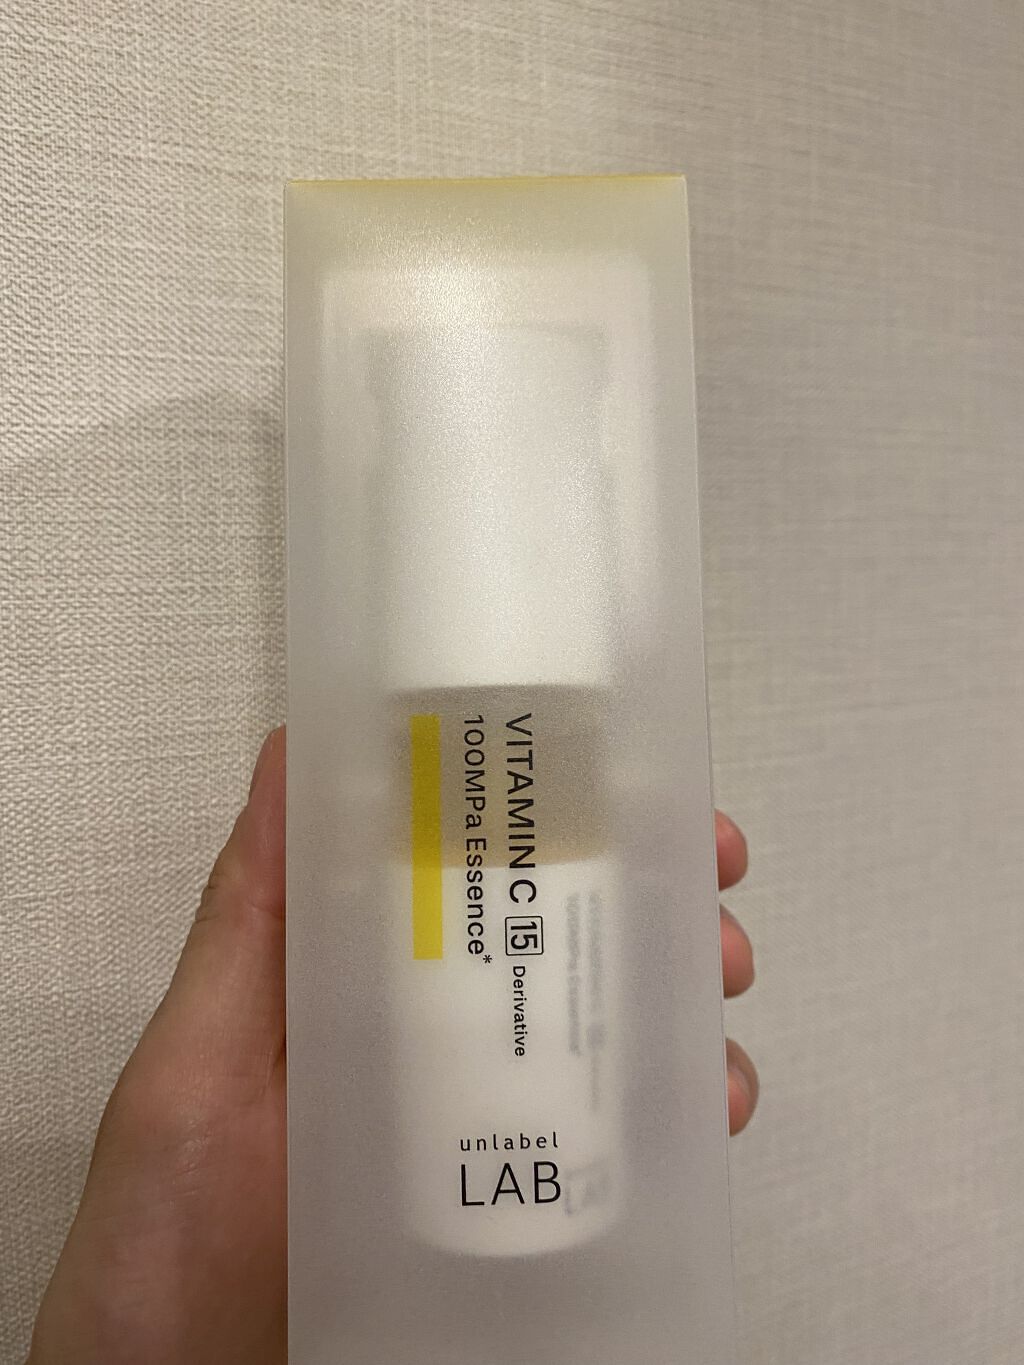 VITAMIN C 15 Derivative
100MPa Essence*
unlabel
LAB